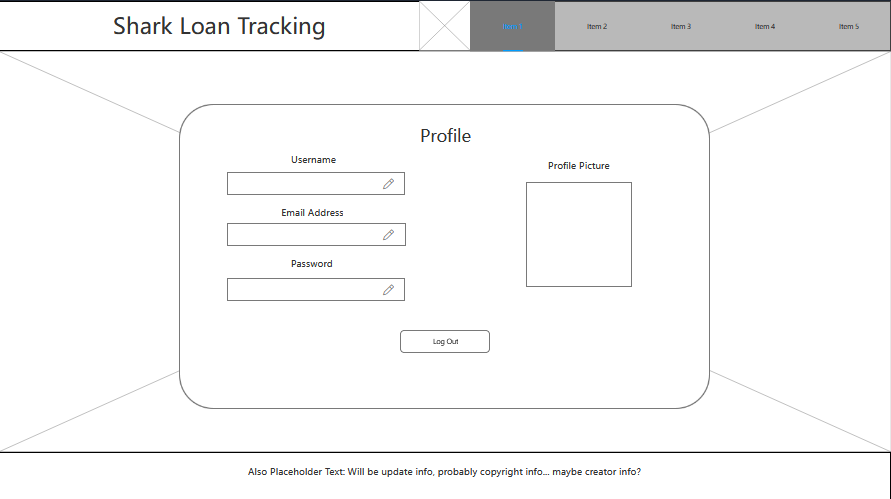 Shark Loan Tracking
Item 1
Item 2
Item 3
Item 4
Item 5
Profile
Username
Profile Picture
Email Address
Password
Log Out
Also Placeholder Text: Will be update info, probably copyright info... maybe creator info?